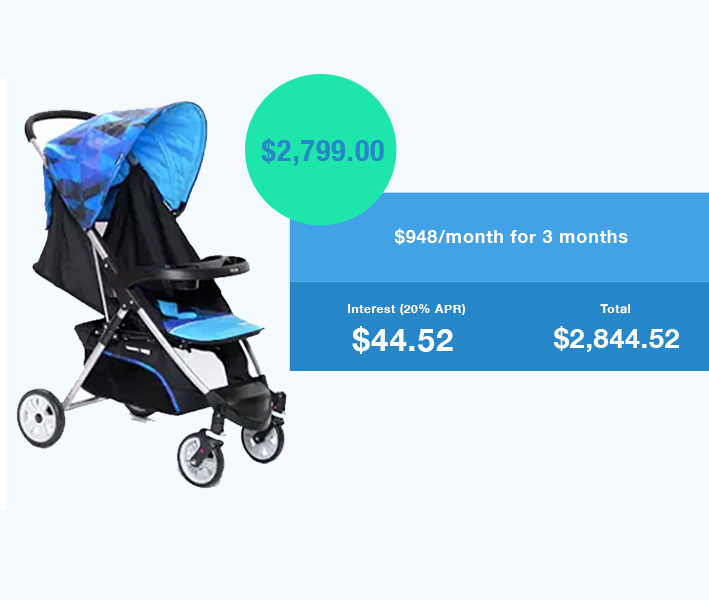 $2,799.00
$948/month for 3 months
Interest (20% APR)
$44.52
Total
$2,844.52